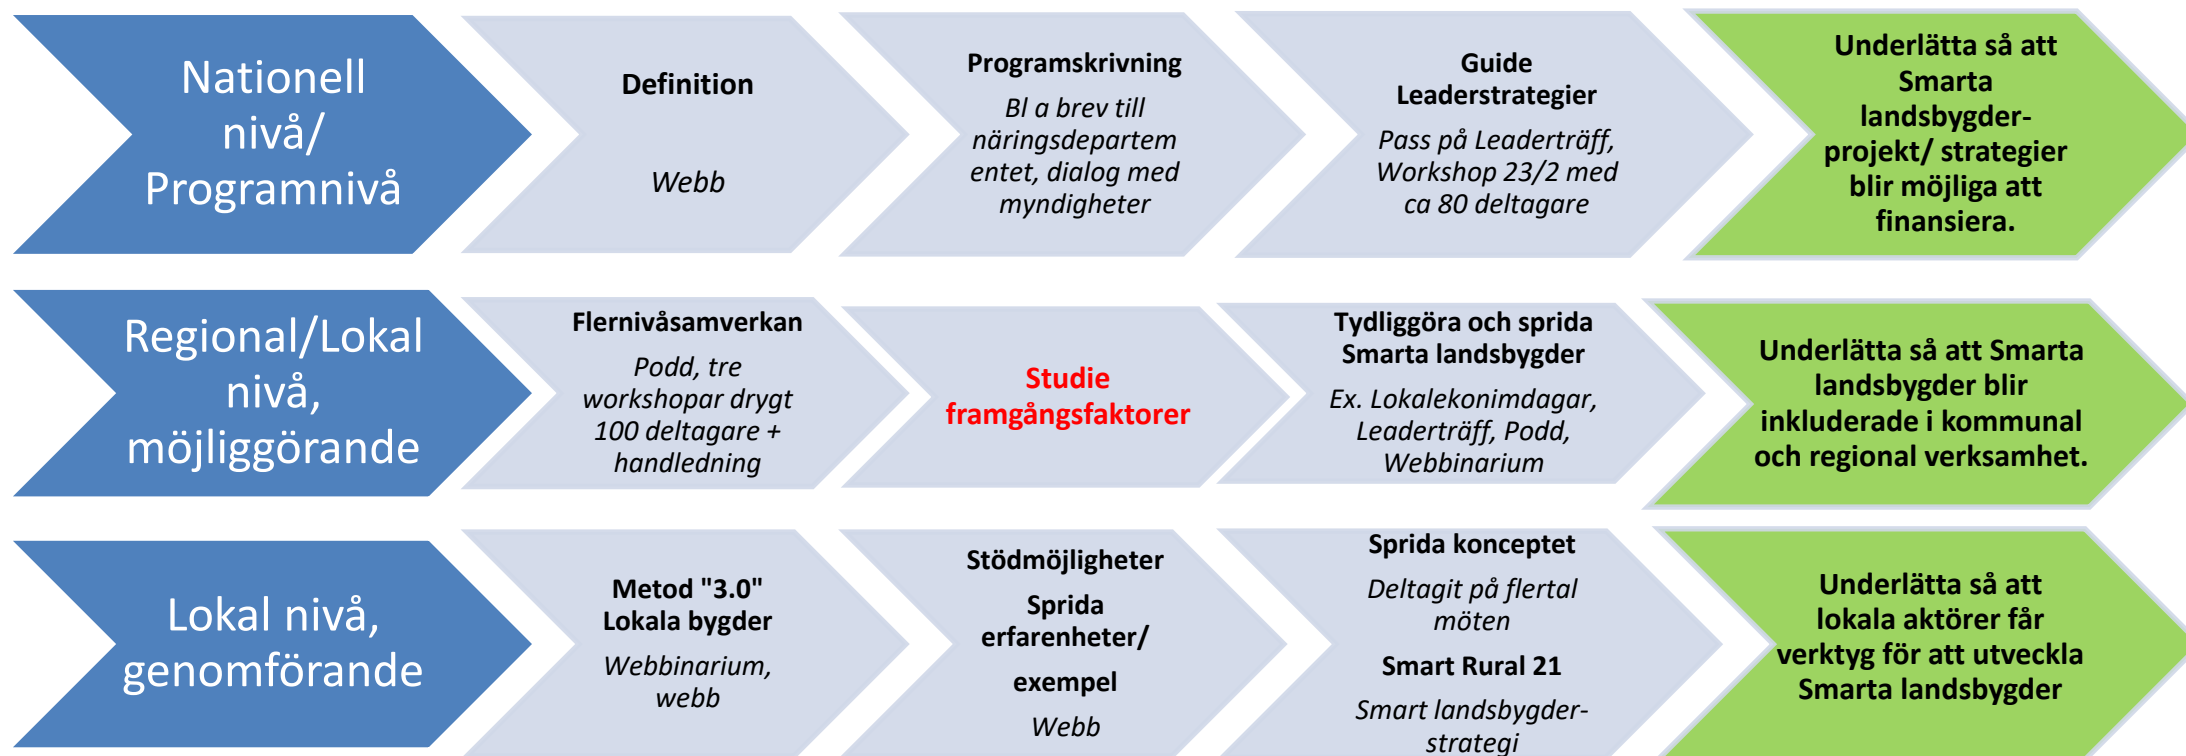 Nationell
nivå/
Programnivå
Definition
Webb
Programskrivning
Bl a brev till
näringsdepartem
entet, dialog med
myndigheter
Guide
Leaderstrategier
Pass på Leaderträff,
Workshop 23/2 med
ca 80 deltagare
Underlätta så att
Smarta
landsbygder-
projekt/ strategier
blir möjliga att
finansiera.
Regional/Lokal
nivå,
möjliggörande
Flernivåsamverkan
Podd, tre
workshopar drygt
100 deltagare +
handledning
Studie
framgångsfaktorer
Tydliggöra och sprida
Smarta landsbygder
Ex. Lokalekonimdagar,
Leaderträff, Podd,
Webbinarium
Underlätta så att Smarta
landsbygder blir
inkluderade i kommunal
och regional verksamhet.
Lokal nivå,
genomförande
Metod "3.0"
Lokala bygder
Webbinarium,
webb
Stödmöjligheter
Sprida
erfarenheter/
exempel
Webb
Sprida konceptet
Deltagit på flertal
möten
Smart Rural 21
Smart landsbygder-
strategi
Underlätta så att
lokala aktörer får
verktyg för att utveckla
Smarta landsbygder